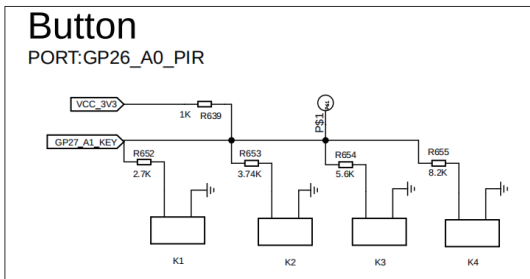 Button
PORT:GP26_A0_PIR
VCC_3V3
1K R639
P$1
GP27_A1_KEY
R652 R653 R654 R655
2.7K 3.74K 5.6K 8.2K
K1 K2 K3 K4